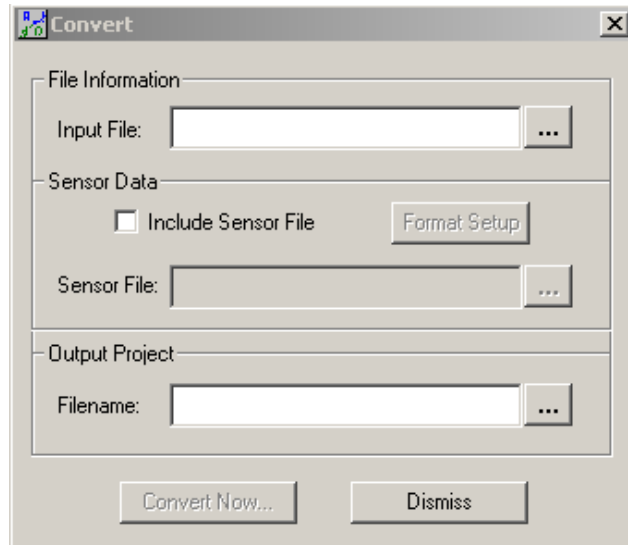 Convert
File Information
Input File:
...
Sensor Data
Include Sensor File
Format Setup
Sensor File:
...
Output Project
Filename:
...
Convert Now...
Dismiss